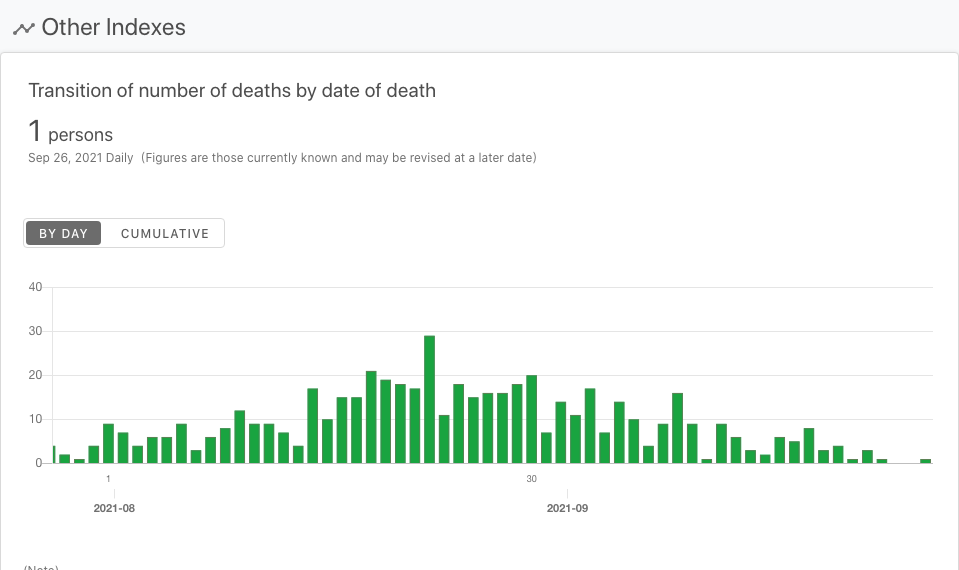 Other Indexes
Transition of number of deaths by date of death
1 persons
Sep 26, 2021 Daily (Figures are those currently known and may be revised at a later date)
BY DAY CUMULATIVE
40
30
20
10
0
1 30
2021-08 2021-09
(Note)